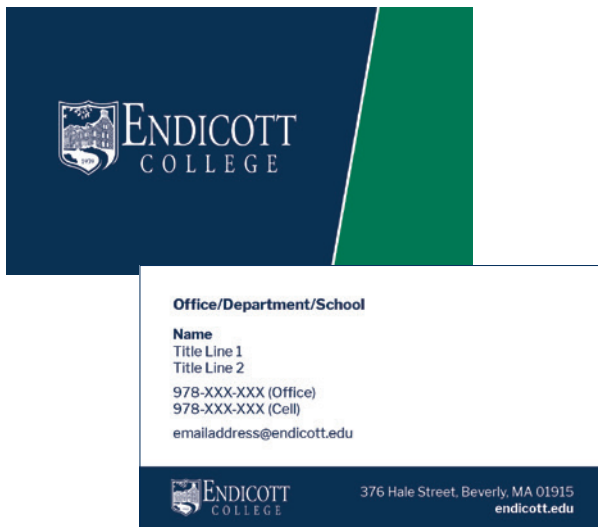 ENDICOTT
COLLEGE
1939
Office/Department/School
Name
Title Line 1
Title Line 2
978-XXX-XXX (Office)
978-XXX-XXX (Cell)
emailaddress@endicott.edu
ENDICOTT
COLLEGE
376 Hale Street, Beverly, MA 01915
endicott.edu